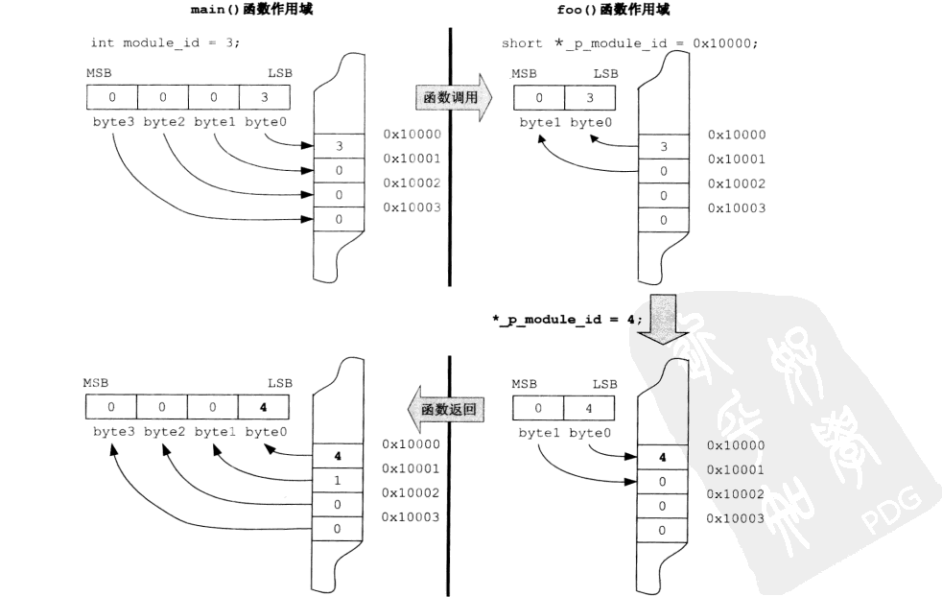 main()函数作用域
int module_id = 3;
MSB LSB
0 0 0 3
byte3 byte2 byte1 byte0
0x10000
3
0x10001
0
0x10002
0
0x10003
0
函数调用
foo()函数作用域
short *_p_module_id = 0x10000;
MSB LSB
0 3
byte1 byte0
0x10000
3
0x10001
0
0x10002
0
0x10003
0
*_p_module_id = 4;
MSB LSB
0 0 0 4
byte3 byte2 byte1 byte0
0x10000
4
0x10001
1
0x10002
0
0x10003
0
函数返回
MSB LSB
0 4
byte1 byte0
0x10000
4
0x10001
0
0x10002
0
0x10003
0
PDG